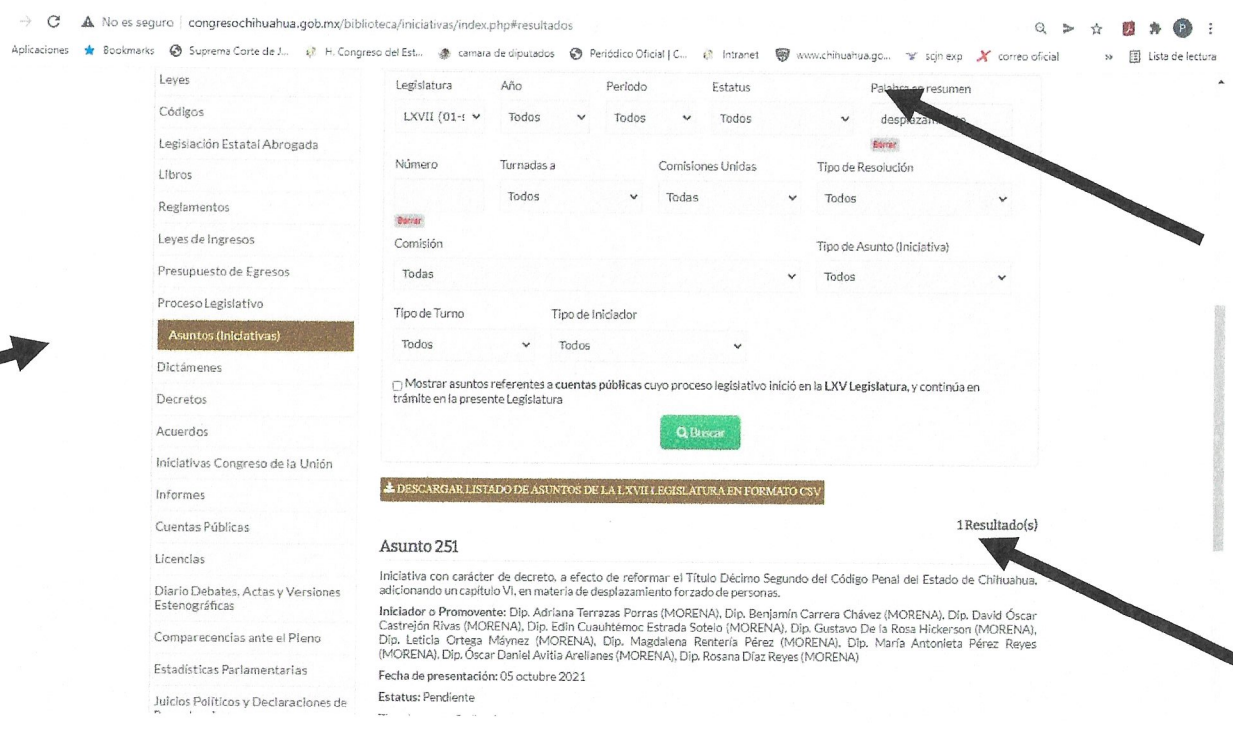 No es seguro congresochihuahua.gob.mx/biblioteca/iniciativas/index.php#resultados
Aplicaciones Bookmarks Suprema Corte de J... H. Congreso del Est... camara de diputados Periódico Oficial | C... Intranet www.chihuahua.go... scjn exp correo oficial » Lista de lectura
Leyes
Códigos
Legislación Estatal Abrogada
Libros
Reglamentos
Leyes de Ingresos
Presupuesto de Egresos
Proceso Legislativo
Asuntos (Iniciativas)
Dictámenes
Decretos
Acuerdos
Iniciativas Congreso de la Unión
Informes
Cuentas Públicas
Licencias
Diario Debates, Actas y Versiones
Estenográficas
Comparecencias ante el Pleno
Estadísticas Parlamentarias
Juicios Políticos y Declaraciones de
Legislatura Año Periodo Estatus Palabra en resumen
LXVII (01-s Todos Todos Todos desplazamiento
Borrar
Número Turnadas a Comisiones Unidas Tipo de Resolución
Todos Todas Todos
Borrar
Comisión Tipo de Asunto (Iniciativa)
Todas Todos
Tipo de Turno Tipo de Iniciador
Todos Todos
Mostrar asuntos referentes a cuentas públicas cuyo proceso legislativo inició en la LXV Legislatura, y continúa en
trámite en la presente Legislatura
Buscar
DESCARGAR LISTADO DE ASUNTOS DE LA LXVII LEGISLATURA EN FORMATO CSV
1 Resultado(s)
Asunto 251
Iniciativa con carácter de decreto, a efecto de reformar el Título Décimo Segundo del Código Penal del Estado de Chihuahua,
adicionando un capítulo VI, en materia de desplazamiento forzado de personas.
Iniciador o Promovente: Dip. Adriana Terrazas Porras (MORENA), Dip. Benjamín Carrera Chávez (MORENA), Dip. David Óscar
Castrejón Rivas (MORENA), Dip. Edin Cuauhtémoc Estrada Sotelo (MORENA), Dip. Gustavo De la Rosa Hickerson (MORENA),
Dip. Leticia Ortega Máynez (MORENA), Dip. Magdalena Rentería Pérez (MORENA), Dip. María Antonieta Pérez Reyes
(MORENA), Dip. Óscar Daniel Avitia Arellanes (MORENA), Dip. Rosana Díaz Reyes (MORENA)
Fecha de presentación: 05 octubre 2021
Estatus: Pendiente